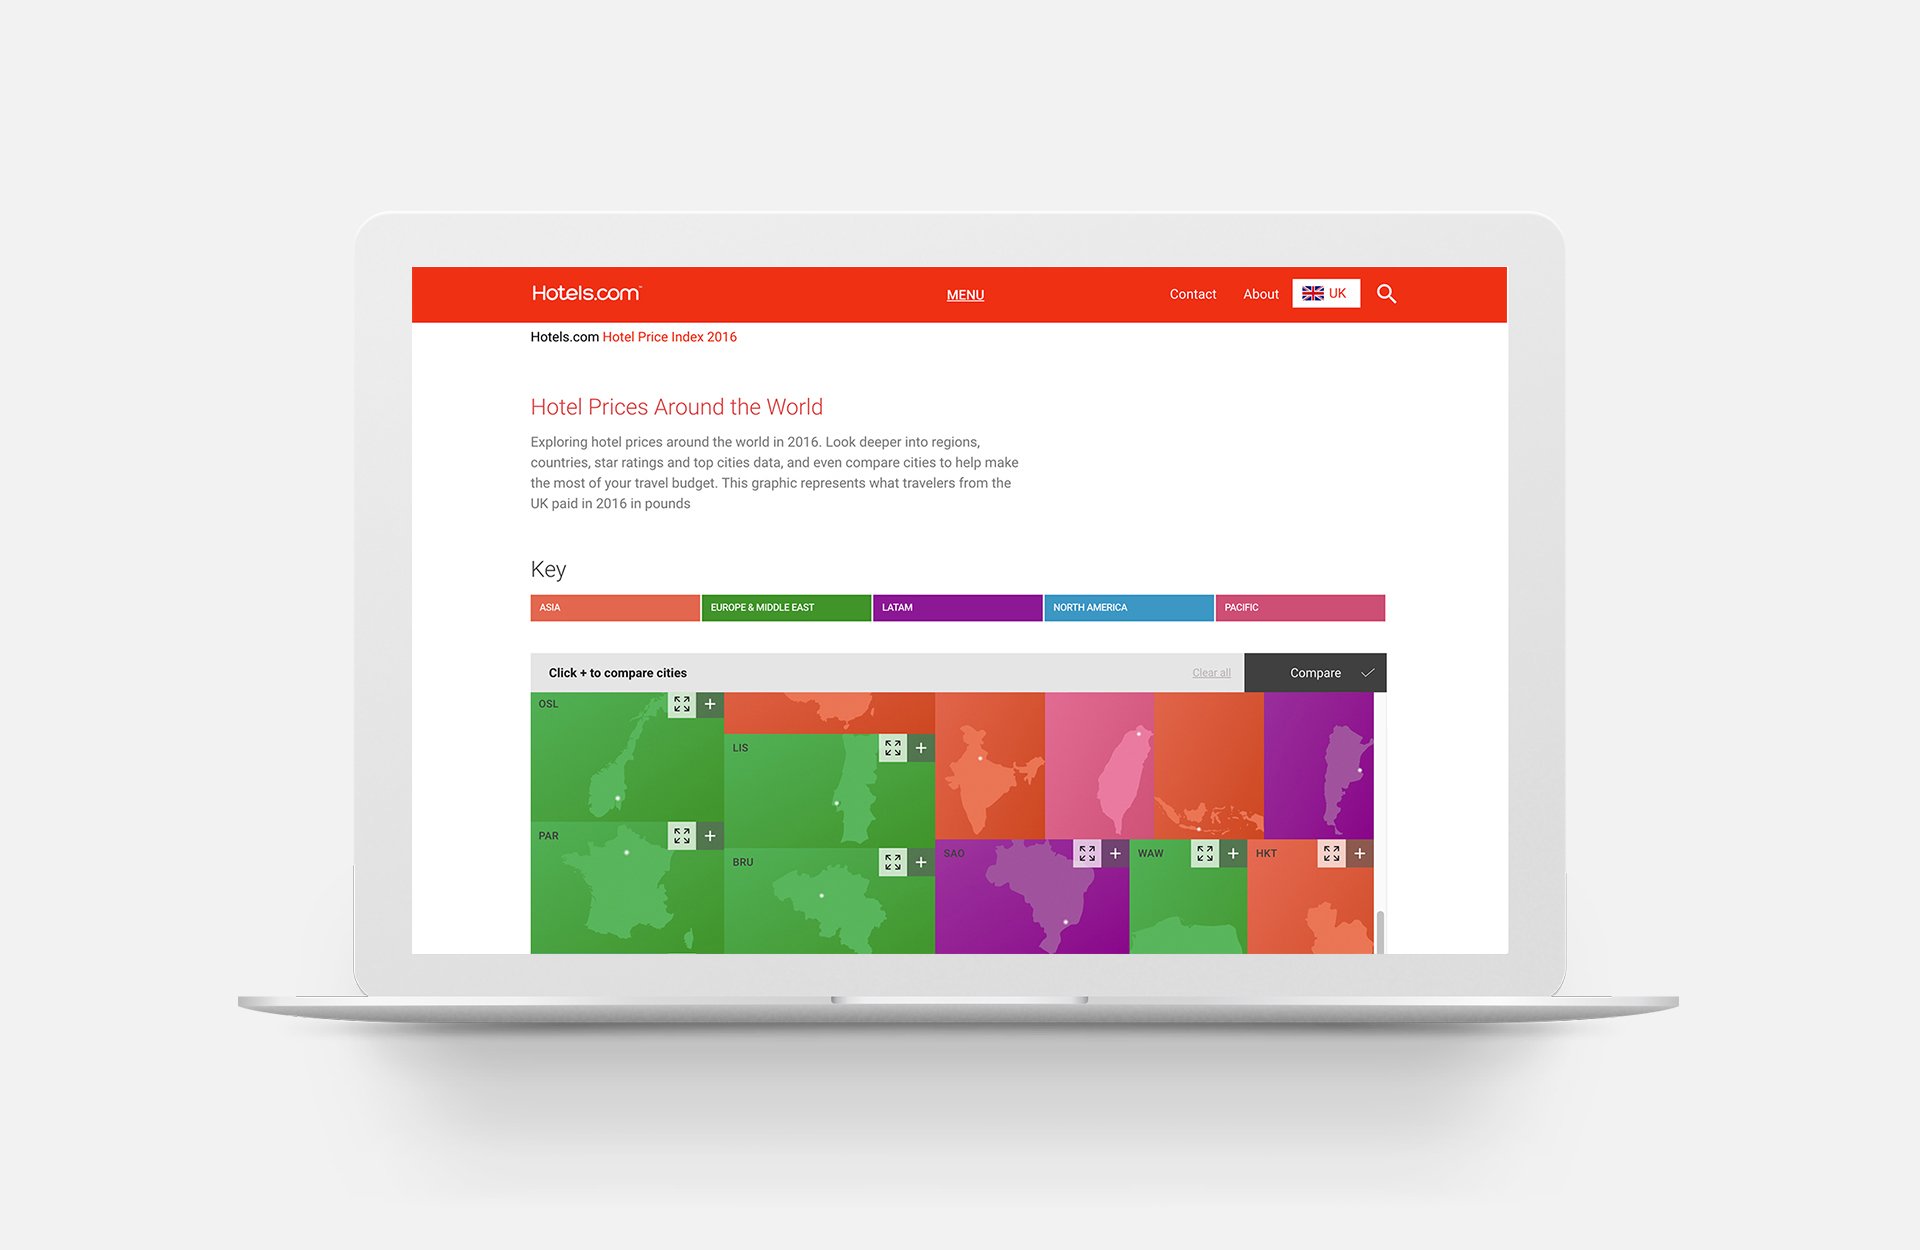 Hotels.com™
MENU
Contact
About
UK
Hotels.com Hotel Price Index 2016
Hotel Prices Around the World
Exploring hotel prices around the world in 2016. Look deeper into regions,
countries, star ratings and top cities data, and even compare cities to help make
the most of your travel budget. This graphic represents what travelers from the
UK paid in 2016 in pounds
Key
ASIA
EUROPE & MIDDLE EAST
LATAM
NORTH AMERICA
PACIFIC
Click + to compare cities
Clear all
Compare
OSL
LIS
PAR
BRU
SAO
WAW
HKT